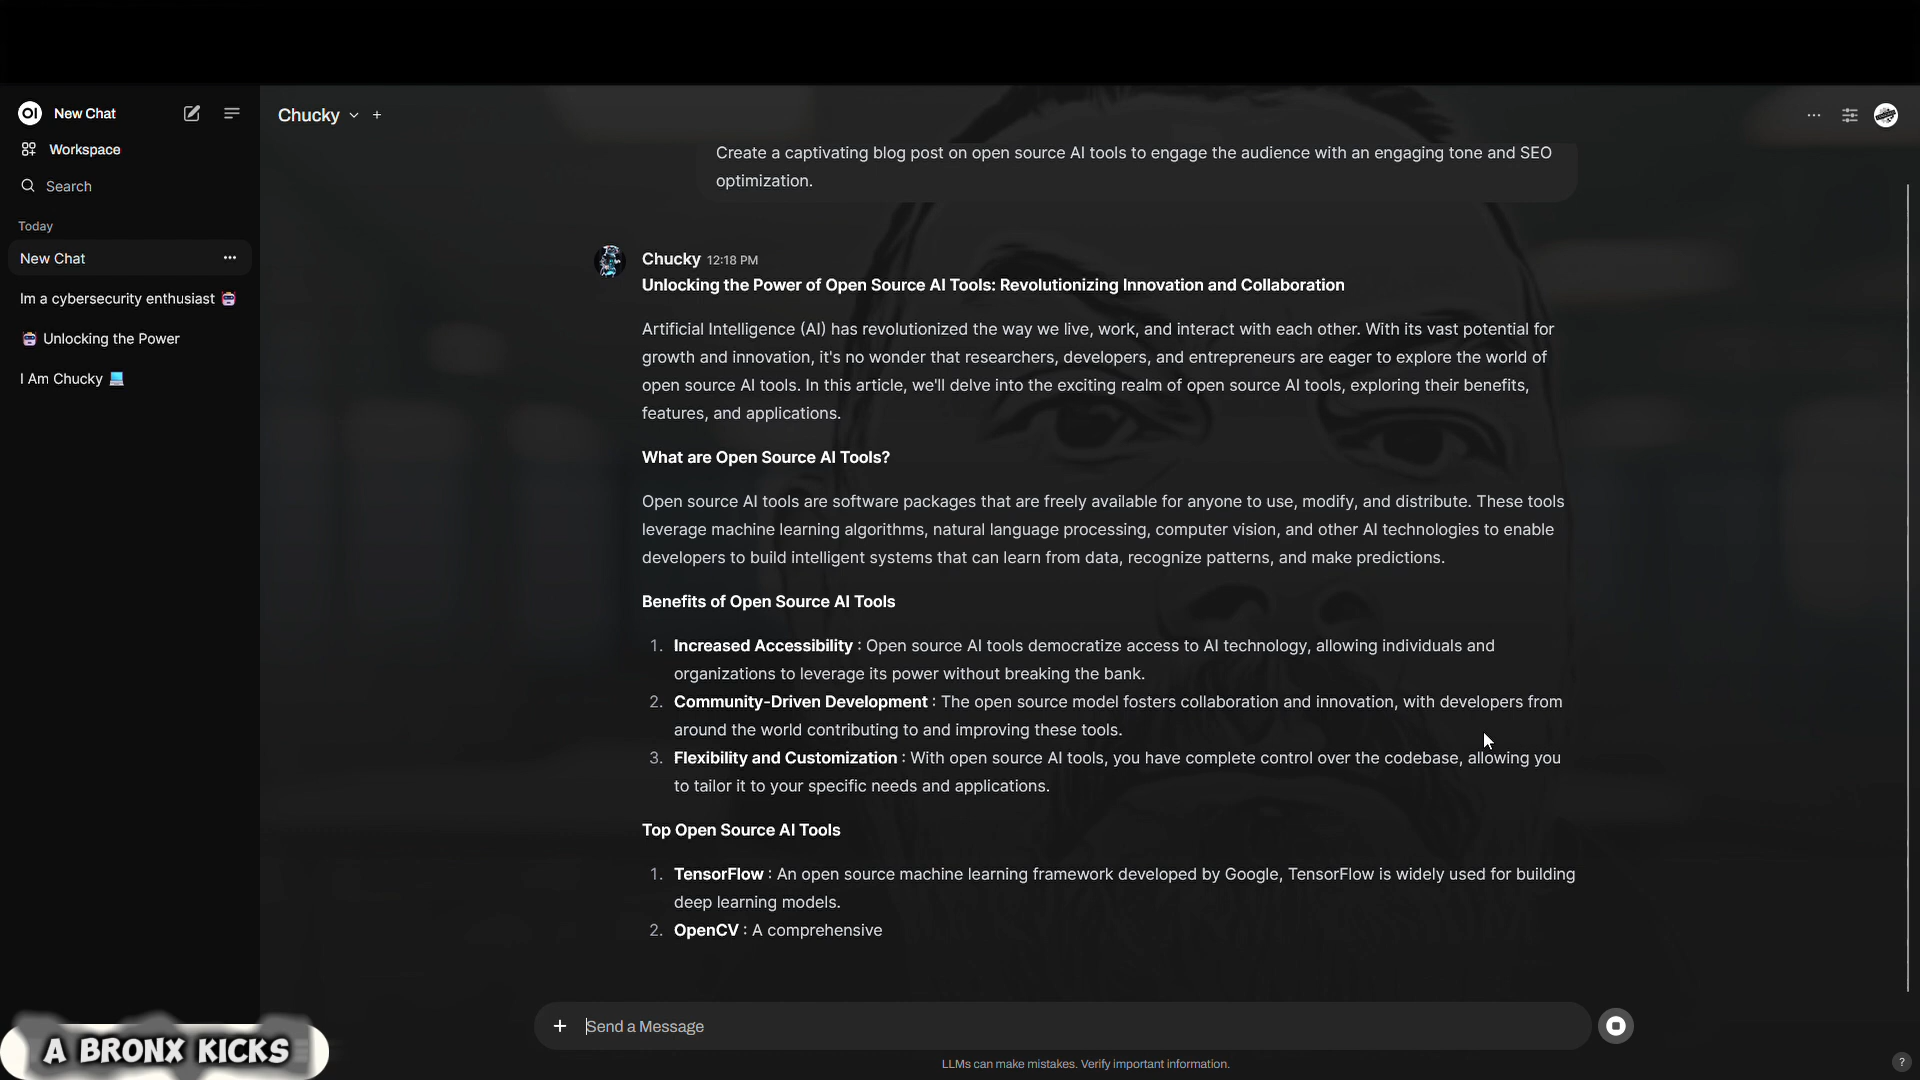 OI New Chat
Workspace
Search
Today
New Chat
Im a cybersecurity enthusiast
Unlocking the Power
I Am Chucky
Chucky
Create a captivating blog post on open source AI tools to engage the audience with an engaging tone and SEO
optimization.
Chucky 12:18 PM
Unlocking the Power of Open Source AI Tools: Revolutionizing Innovation and Collaboration
Artificial Intelligence (AI) has revolutionized the way we live, work, and interact with each other. With its vast potential for
growth and innovation, it's no wonder that researchers, developers, and entrepreneurs are eager to explore the world of
open source AI tools. In this article, we'll delve into the exciting realm of open source AI tools, exploring their benefits,
features, and applications.
What are Open Source AI Tools?
Open source AI tools are software packages that are freely available for anyone to use, modify, and distribute. These tools
leverage machine learning algorithms, natural language processing, computer vision, and other AI technologies to enable
developers to build intelligent systems that can learn from data, recognize patterns, and make predictions.
Benefits of Open Source AI Tools
1. Increased Accessibility : Open source AI tools democratize access to AI technology, allowing individuals and
organizations to leverage its power without breaking the bank.
2. Community-Driven Development : The open source model fosters collaboration and innovation, with developers from
around the world contributing to and improving these tools.
3. Flexibility and Customization : With open source AI tools, you have complete control over the codebase, allowing you
to tailor it to your specific needs and applications.
Top Open Source AI Tools
1. TensorFlow : An open source machine learning framework developed by Google, TensorFlow is widely used for building
deep learning models.
2. OpenCV : A comprehensive
Send a Message
LLMs can make mistakes. Verify important information.
?
A BRONX KICKS